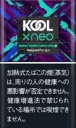 KOOL
x neo
加熱式たばこの煙(蒸気)
は、周りの人の健康への
悪影響が否定できません。
健康増進法で禁じられ
ている場所では喫煙でき
ません。